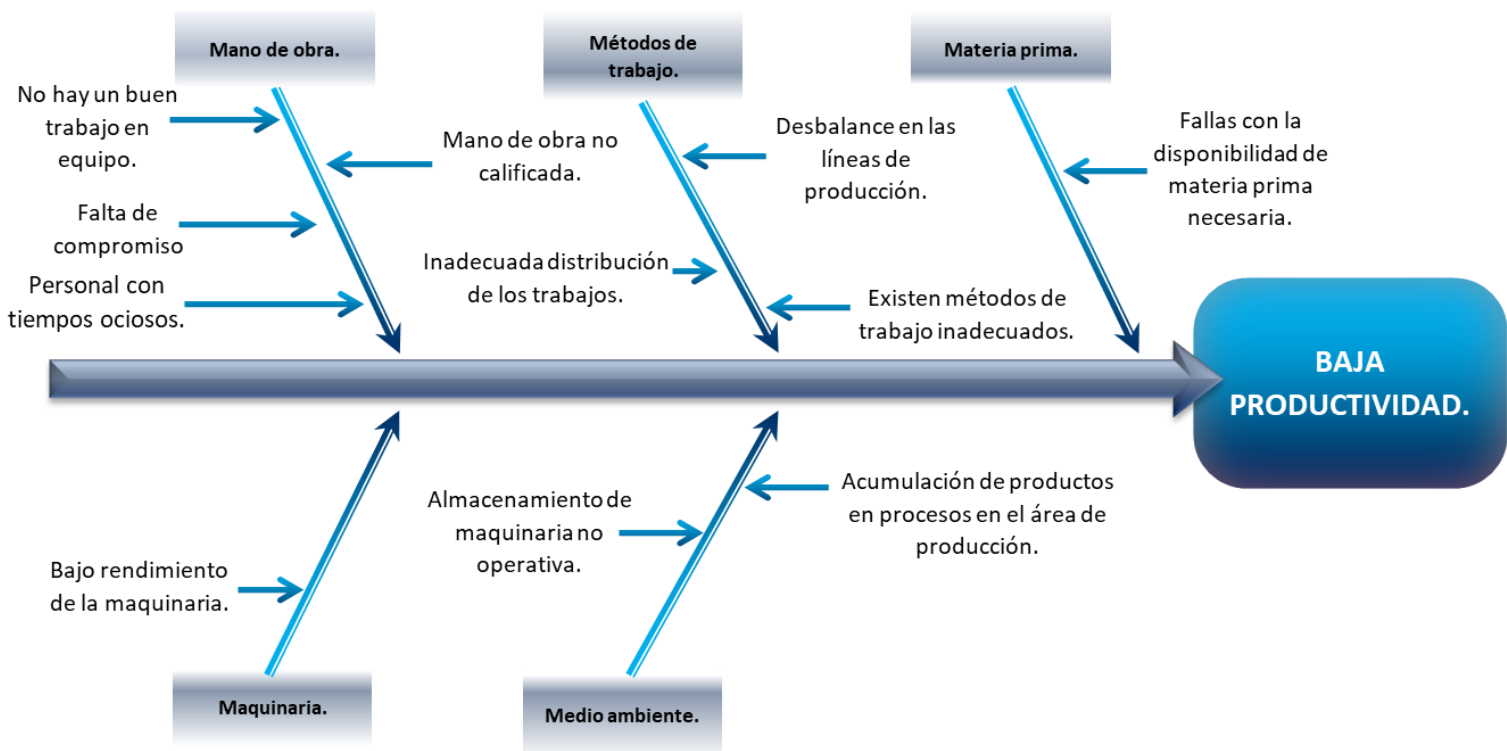 Mano de obra.
Métodos de
trabajo.
Materia prima.
No hay un buen
trabajo en
equipo.
Mano de obra no
calificada.
Falta de
compromiso
Personal con
tiempos ociosos.
Desbalance en las
líneas de
producción.
Inadecuada distribución
de los trabajos.
Existen métodos de
trabajo inadecuados.
Fallas con la
disponibilidad de
materia prima
necesaria.
BAJA
PRODUCTIVIDAD.
Bajo rendimiento
de la maquinaria.
Almacenamiento de
maquinaria no
operativa.
Acumulación de productos
en procesos en el área de
producción.
Maquinaria.
Medio ambiente.